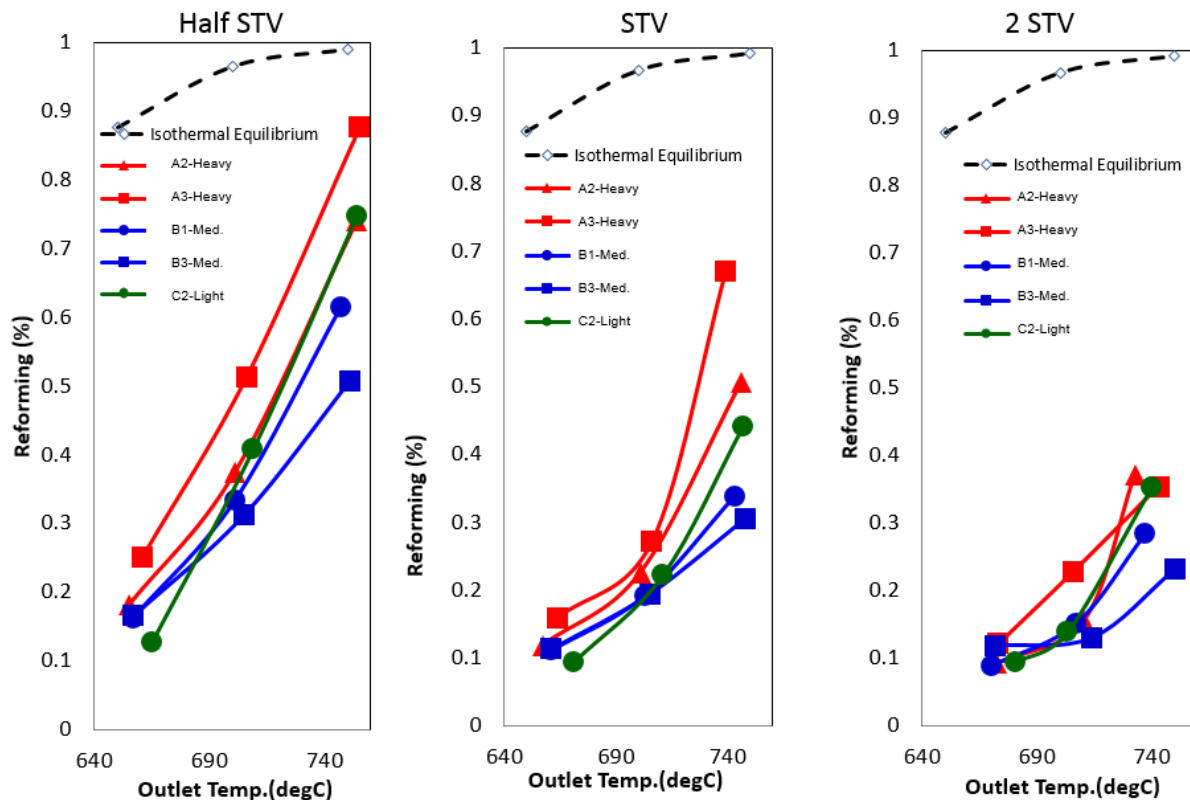 Half STV
STV
2 STV
1
0.9
0.8
0.7
0.6
0.5
0.4
0.3
0.2
0.1
0
Reforming (%)
Isothermal Equilibrium
A2-Heavy
A3-Heavy
B1-Med.
B3-Med.
C2-Light
640
690
740
Outlet Temp.(degC)
1
0.9
0.8
0.7
0.6
0.5
0.4
0.3
0.2
0.1
0
Reforming (%)
Isothermal Equilibrium
A2-Heavy
A3-Heavy
B1-Med.
B3-Med.
C2-Light
640
690
740
Outlet Temp.(degC)
1
0.9
0.8
0.7
0.6
0.5
0.4
0.3
0.2
0.1
0
Reforming (%)
Isothermal Equilibrium
A2-Heavy
A3-Heavy
B1-Med.
B3-Med.
C2-Light
640
690
740
Outlet Temp.(degC)